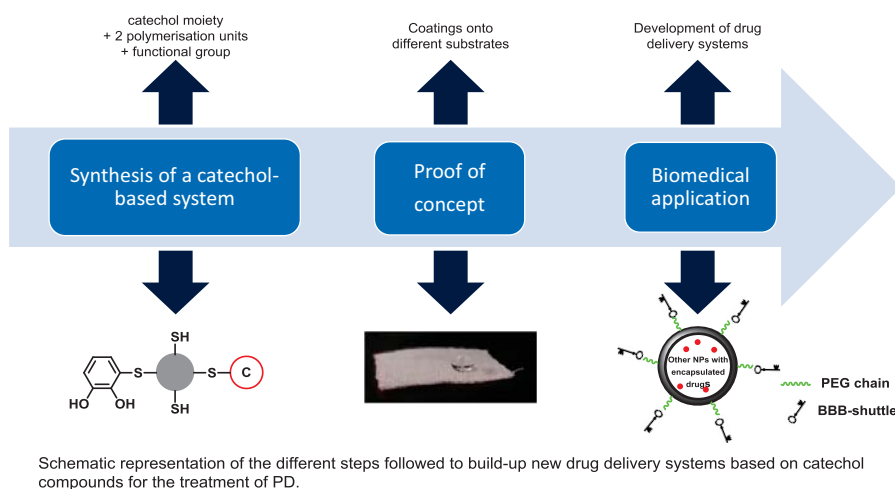 catechol moiety
+ 2 polymerisation units
+ functional group
Coatings onto
different substrates
Development of drug
delivery systems
Synthesis of a catechol-
based system
Proof of
concept
Biomedical
application
SH
S
S
C
HO
OH
SH
Other NPs with
encapsulated
drugs
PEG chain
BBB-shuttle
Schematic representation of the different steps followed to build-up new drug delivery systems based on catechol
compounds for the treatment of PD.